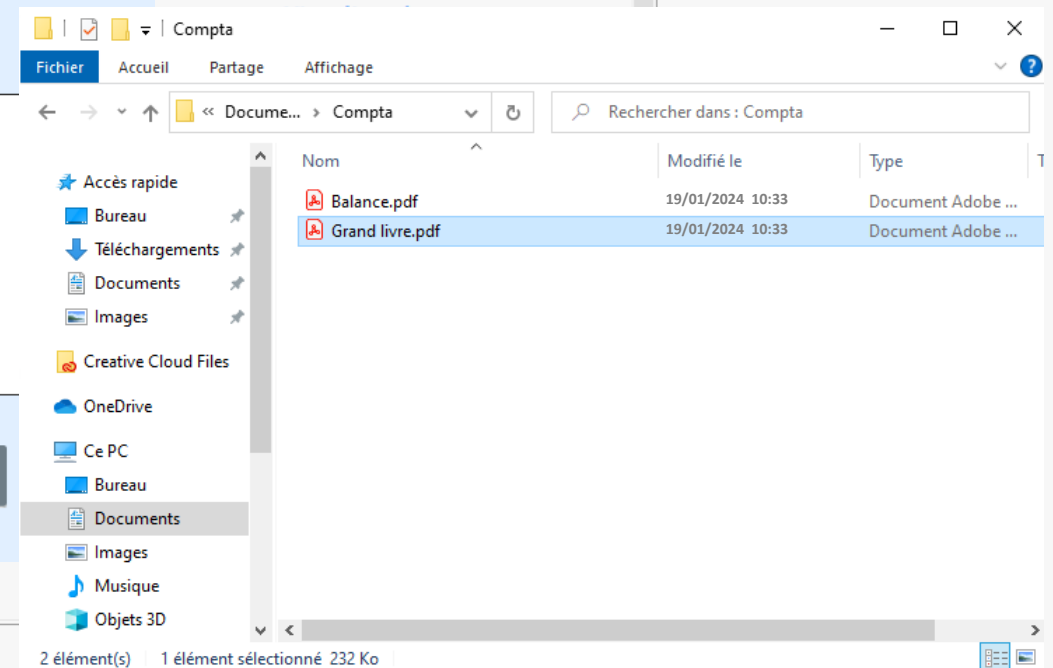 Compta
Fichier Accueil Partage Affichage
« Docume... › Compta
Rechercher dans : Compta
Nom Modifié le Type T
Balance.pdf 19/01/2024 10:33 Document Adobe ...
Grand livre.pdf 19/01/2024 10:33 Document Adobe ...
Accès rapide
Bureau
Téléchargements
Documents
Images
Creative Cloud Files
OneDrive
Ce PC
Bureau
Documents
Images
Musique
Objets 3D
2 élément(s) 1 élément sélectionné 232 Ko